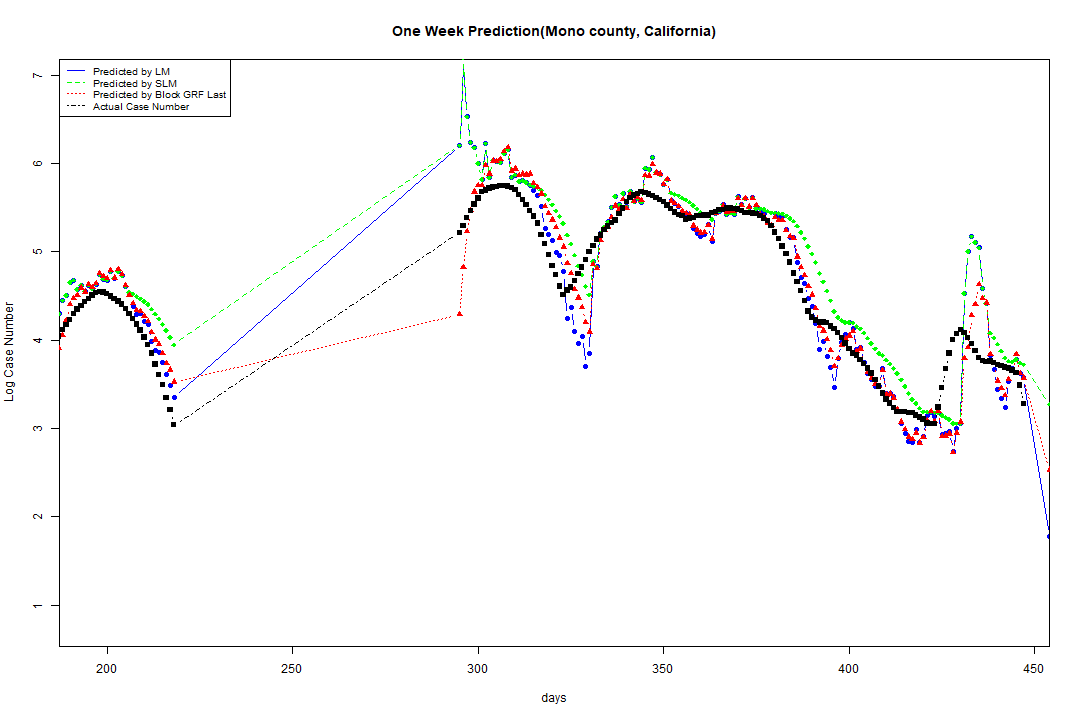 One Week Prediction(Mono county, California)
Predicted by LM
Predicted by SLM
Predicted by Block GRF Last
Actual Case Number
7
6
5
4
3
2
1
Log Case Number
200 250 300 350 400 450
days